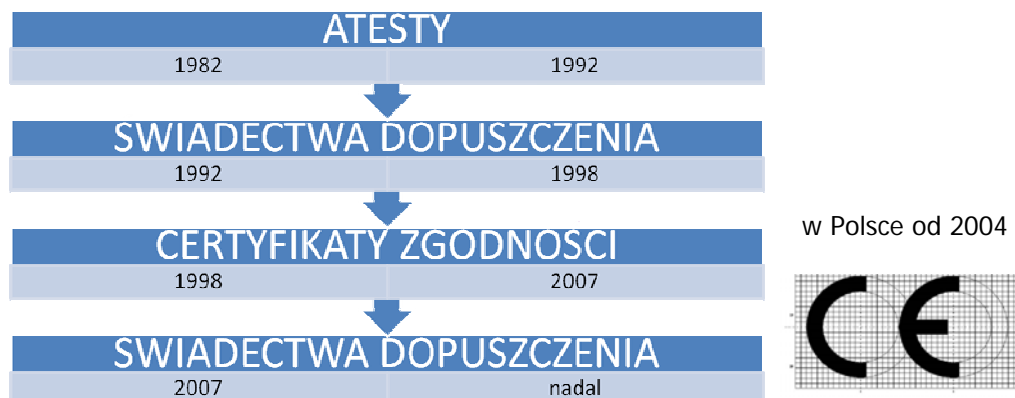 ATESTY
1982 1992
SWIADECTWA DOPUSZCZENIA
1992 1998
CERTYFIKATY ZGODNOSCI
1998 2007
SWIADECTWA DOPUSZCZENIA
2007 nadal
w Polsce od 2004
CE